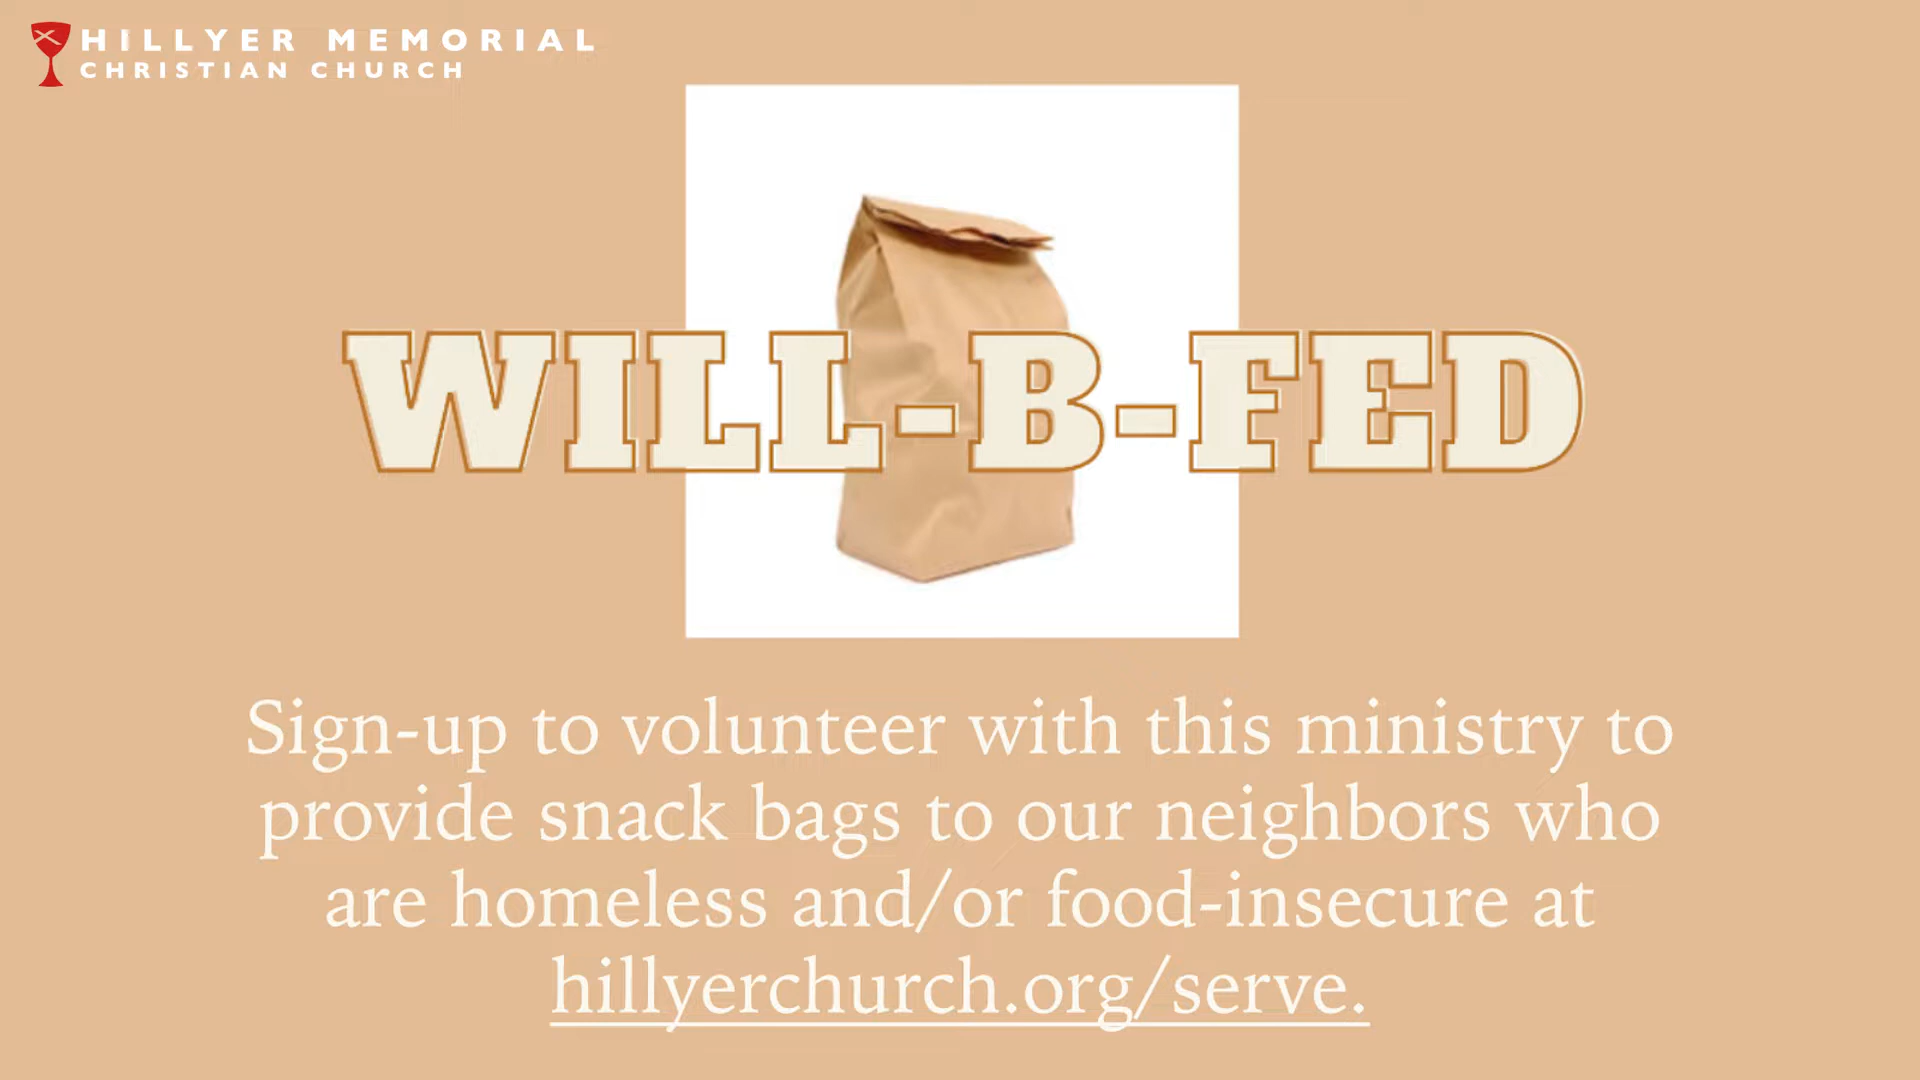 HILLYER MEMORIAL
CHRISTIAN CHURCH
WILL-B-FED
Sign-up to volunteer with this ministry to
provide snack bags to our neighbors who
are homeless and/or food-insecure at
hillyerchurch.org/serve.